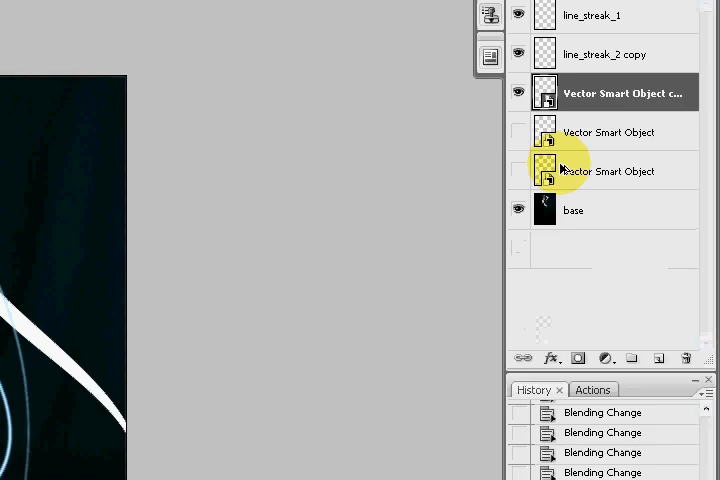 line_streak_1
line_streak_2 copy
Vector Smart Object c...
Vector Smart Object
Vector Smart Object
base
fx.
History × Actions
Blending Change
Blending Change
Blending Change
Blending Change